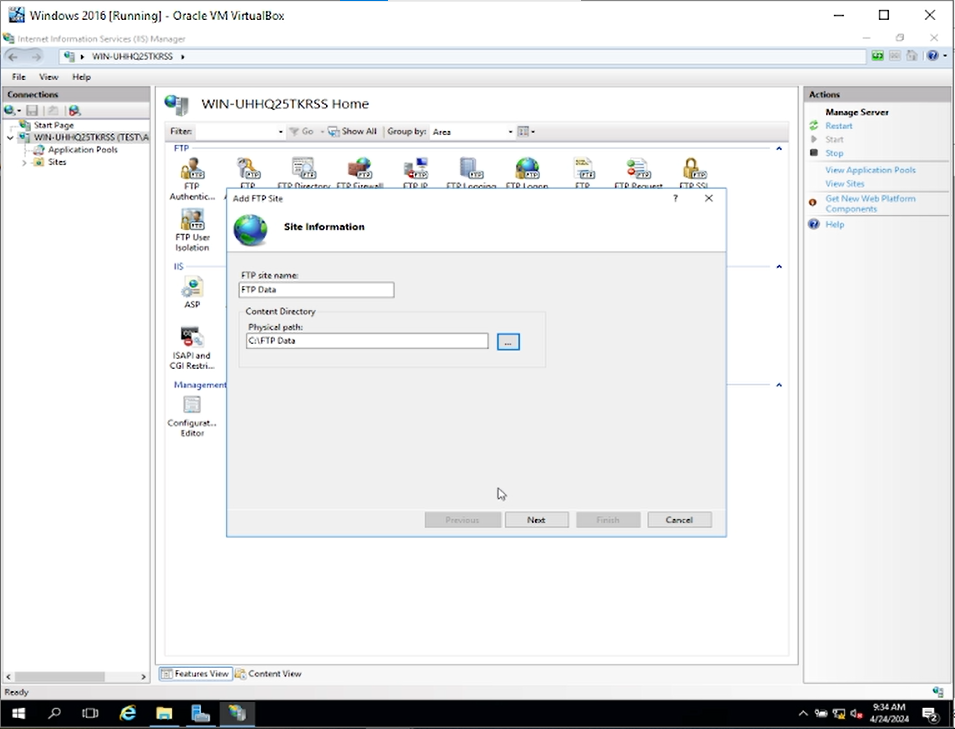 Windows 2016 [Running] - Oracle VM VirtualBox
Internet Information Services (IIS) Manager
WIN-UHHQ25TKRSS
File View Help
Connections
Start Page
WIN-UHHQ25TKRSS (TEST\A
Application Pools
Sites
WIN-UHHQ25TKRSS Home
Filter: Go Show All Group by: Area
FTP
FTP Authentic...
FTP
FTP Directory
FTP Firewall
FTP IP
FTP Logging
FTP Logon
FTP
FTP Request
FTP SSL
FTP User Isolation
IIS
ASP
ISAPI and CGI Restri...
Management
Configurat... Editor
Add FTP Site
?
Site Information
FTP site name:
FTP Data
Content Directory
Physical path:
C:\FTP Data
...
Previous Next Finish Cancel
Features View Content View
Actions
Manage Server
Restart
Start
Stop
View Application Pools
View Sites
Get New Web Platform
Components
Help
Ready
9:34 AM
4/24/2024
2